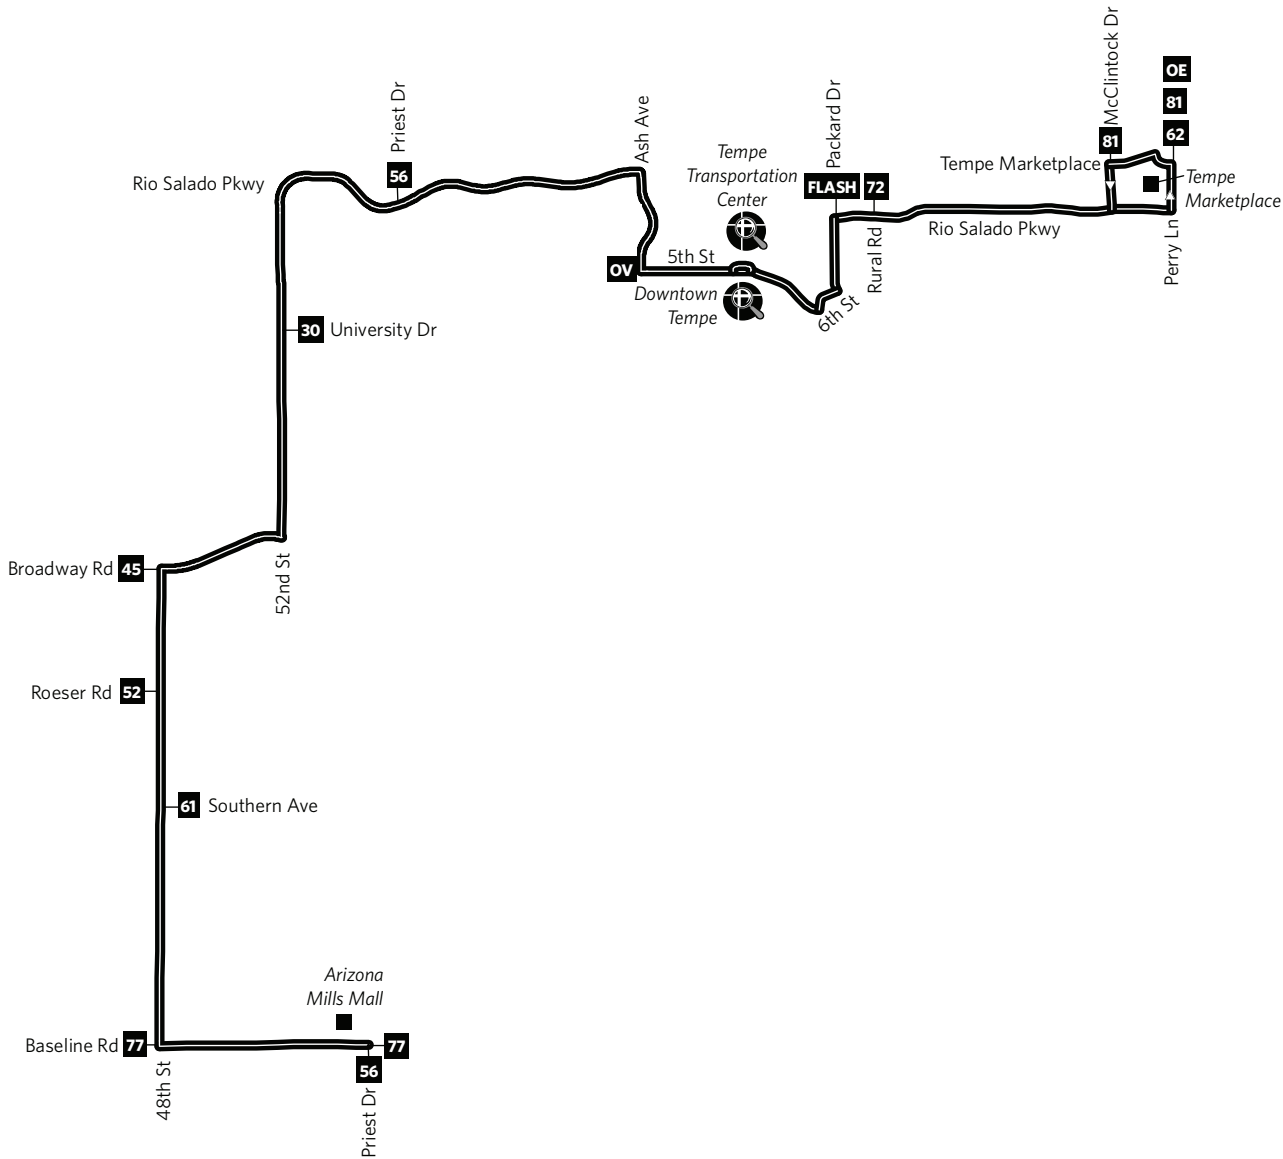 McClintock Dr
OE
81
62
81
Priest Dr
56
Ash Ave
Packard Dr
Tempe
Transportation
Center
FLASH
72
Tempe Marketplace
Tempe
Marketplace
Rio Salado Pkwy
Rio Salado Pkwy
Rural Rd
Perry Ln
5th St
OV
Downtown
Tempe
6th St
30 University Dr
52nd St
Broadway Rd 45
Roeser Rd 52
61 Southern Ave
Arizona
Mills Mall
Baseline Rd 77
77
56
48th St
Priest Dr